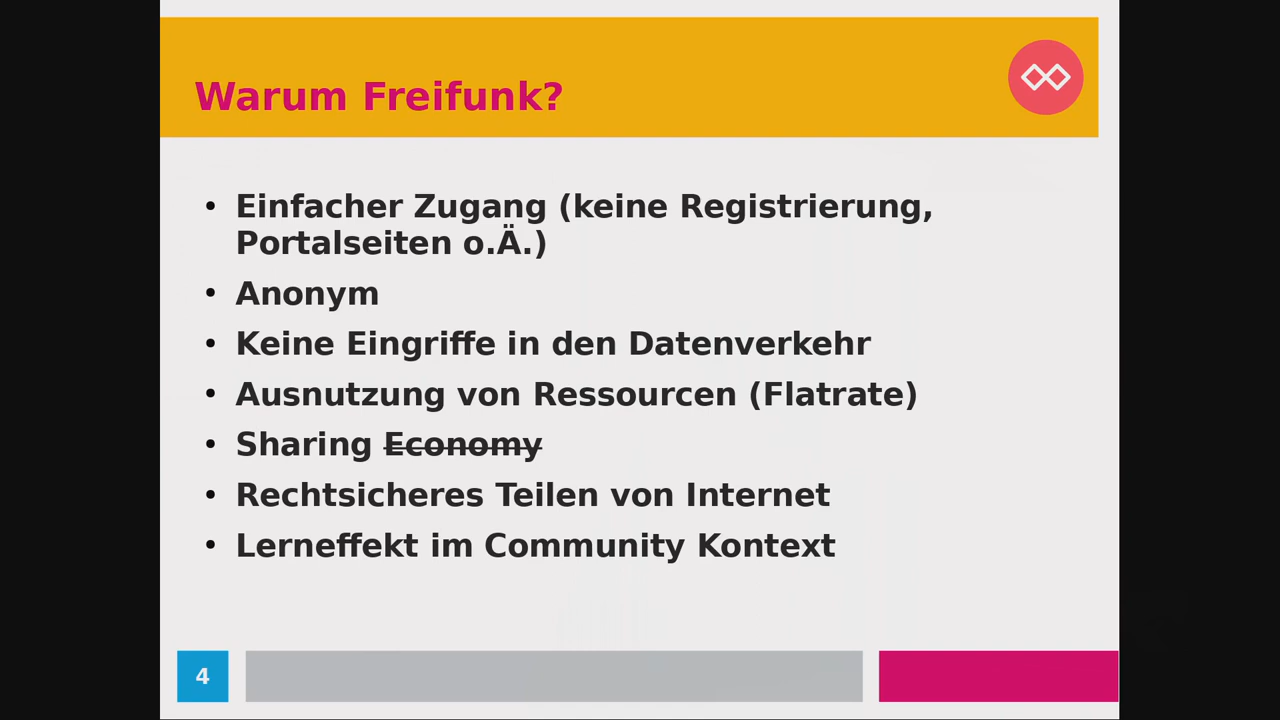 Warum Freifunk?
• Einfacher Zugang (keine Registrierung,
Portalseiten o.Ä.)
• Anonym
• Keine Eingriffe in den Datenverkehr
• Ausnutzung von Ressourcen (Flatrate)
• Sharing Economy
• Rechtsicheres Teilen von Internet
• Lerneffekt im Community Kontext
4